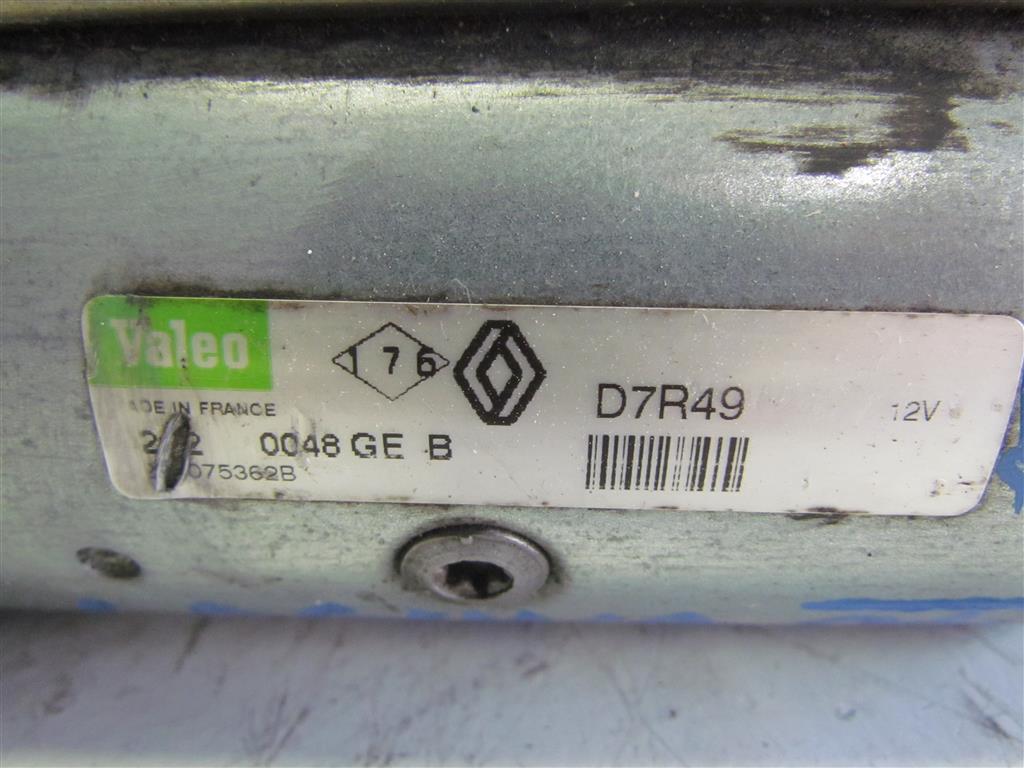 Valeo
176
D7R49
12V
ADE IN FRANCE
0048 GE B
075362B